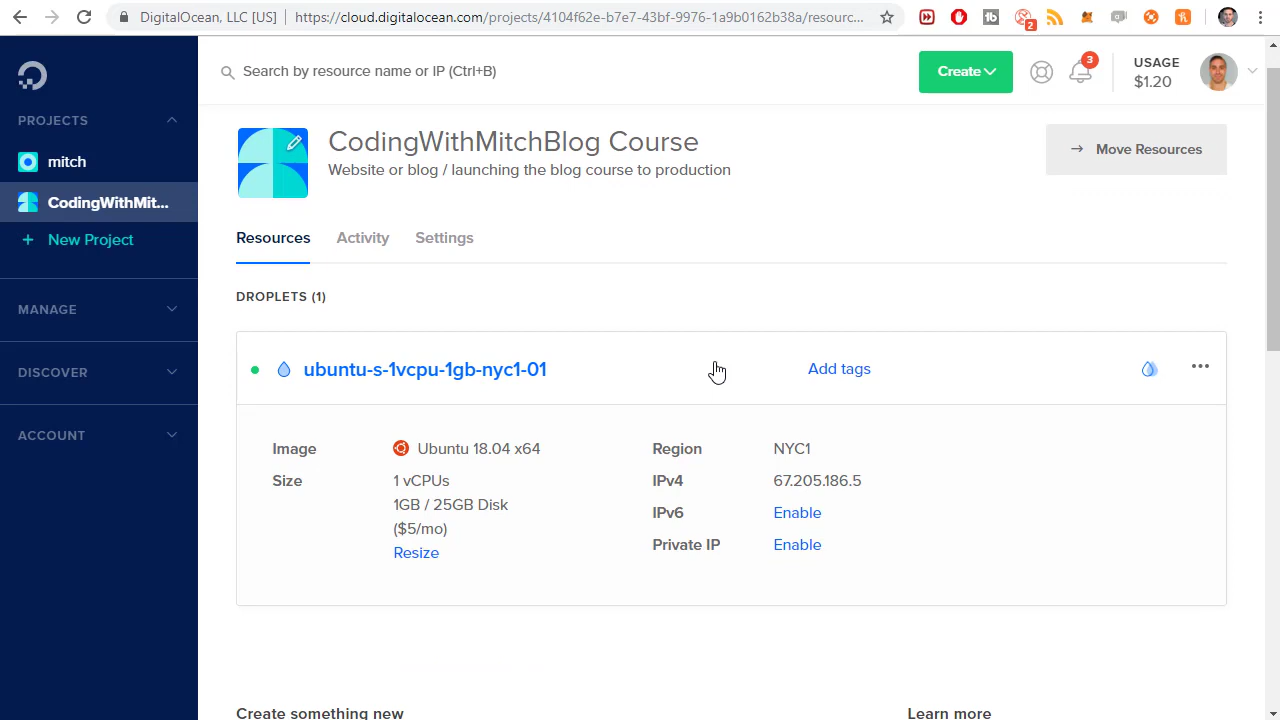 DigitalOcean, LLC [US]
https://cloud.digitalocean.com/projects/4104f62e-b7e7-43bf-9976-1a9b0162b38a/resourc...
2
Search by resource name or IP (Ctrl+B)
Create
3
USAGE
$1.20
PROJECTS
mitch
CodingWithMit...
+ New Project
MANAGE
DISCOVER
ACCOUNT
CodingWithMitchBlog Course
Website or blog / launching the blog course to production
→ Move Resources
Resources
Activity
Settings
DROPLETS (1)
ubuntu-s-1vcpu-1gb-nyc1-01
Add tags
Image
Ubuntu 18.04 x64
Size
1 vCPUs
1GB / 25GB Disk
($5/mo)
Resize
Region
NYC1
IPv4
67.205.186.5
IPv6
Enable
Private IP
Enable
Create something new
Learn more